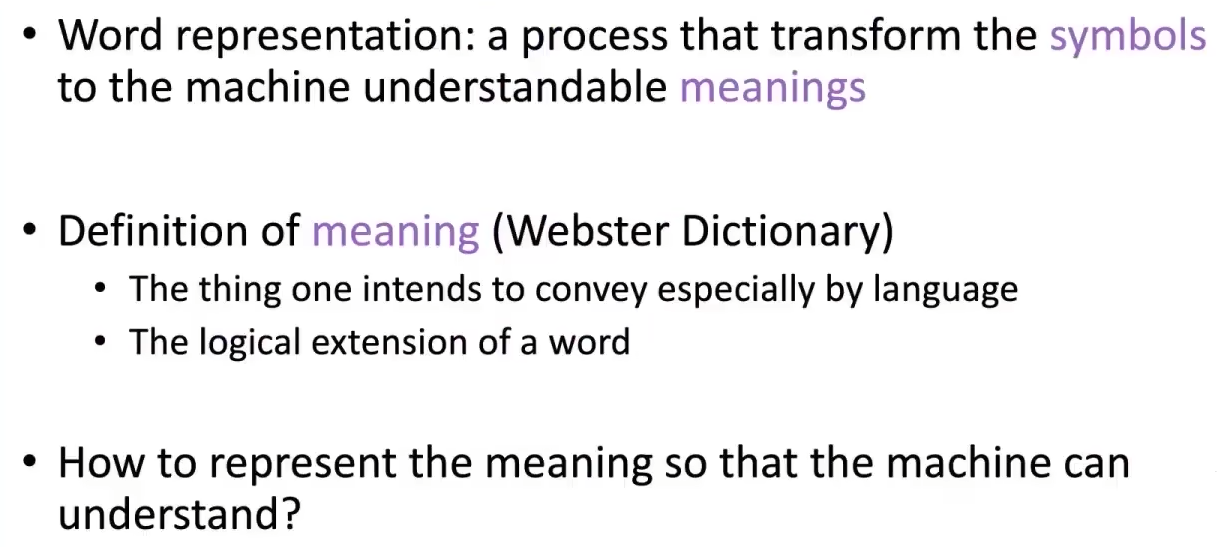 • Word representation: a process that transform the symbols
to the machine understandable meanings
• Definition of meaning (Webster Dictionary)
• The thing one intends to convey especially by language
• The logical extension of a word
• How to represent the meaning so that the machine can
understand?